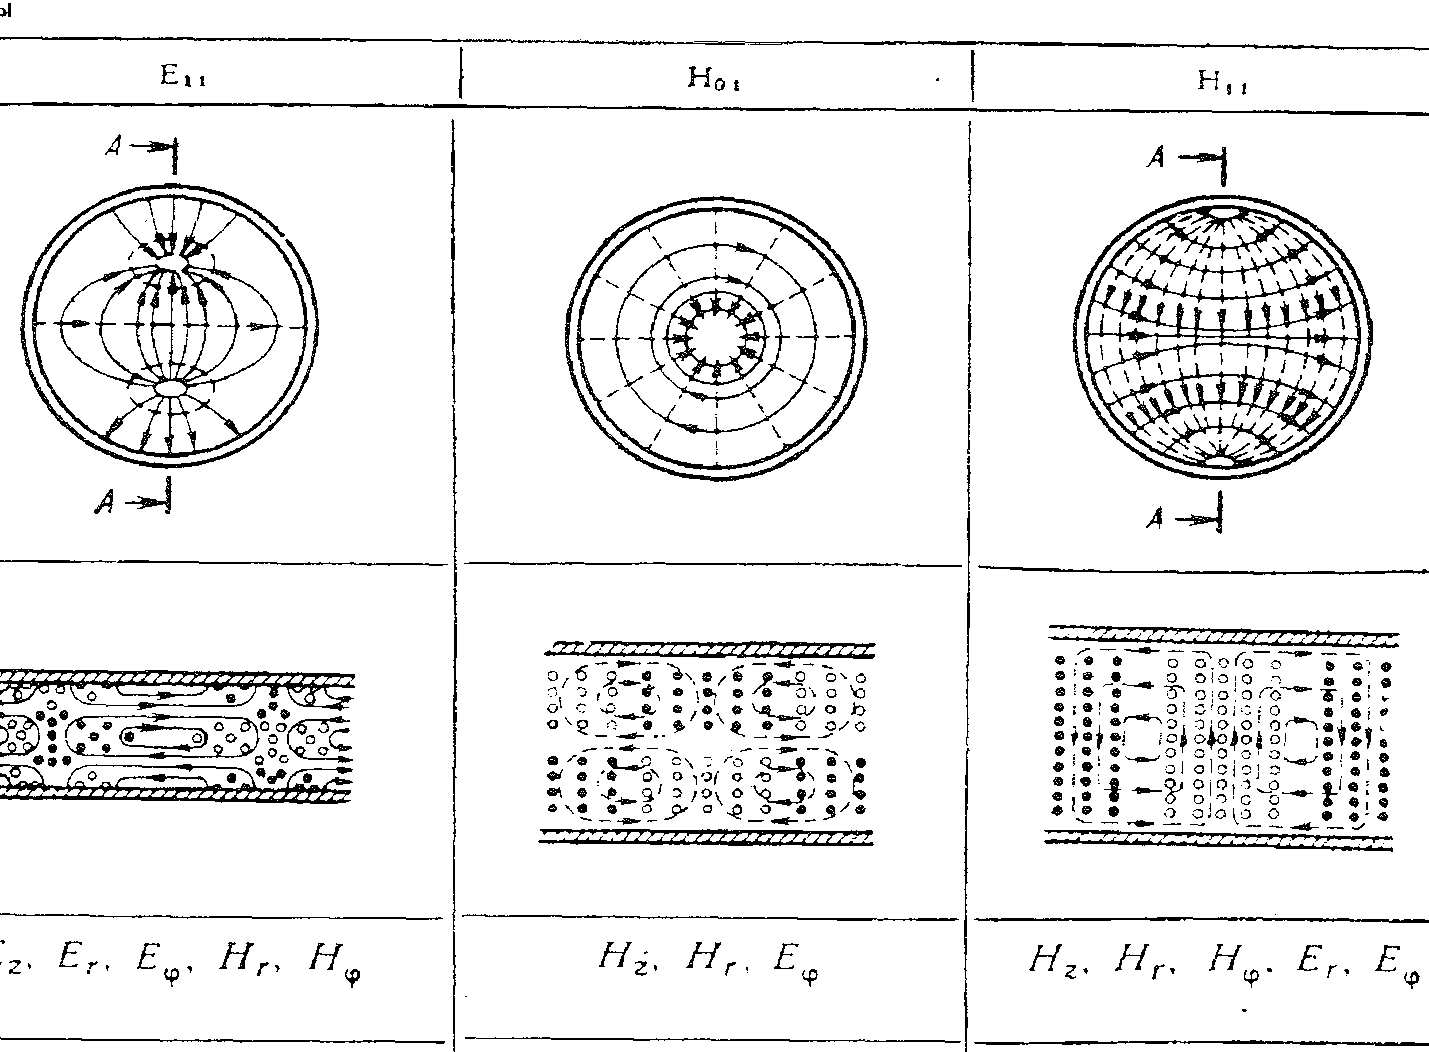 ы
E₁₁ H₀₁ H₁₁
A A
A A
E_z, E_r, E_φ, H_r, H_φ H_z, H_r, E_φ H_z, H_r, H_φ, E_r, E_φ